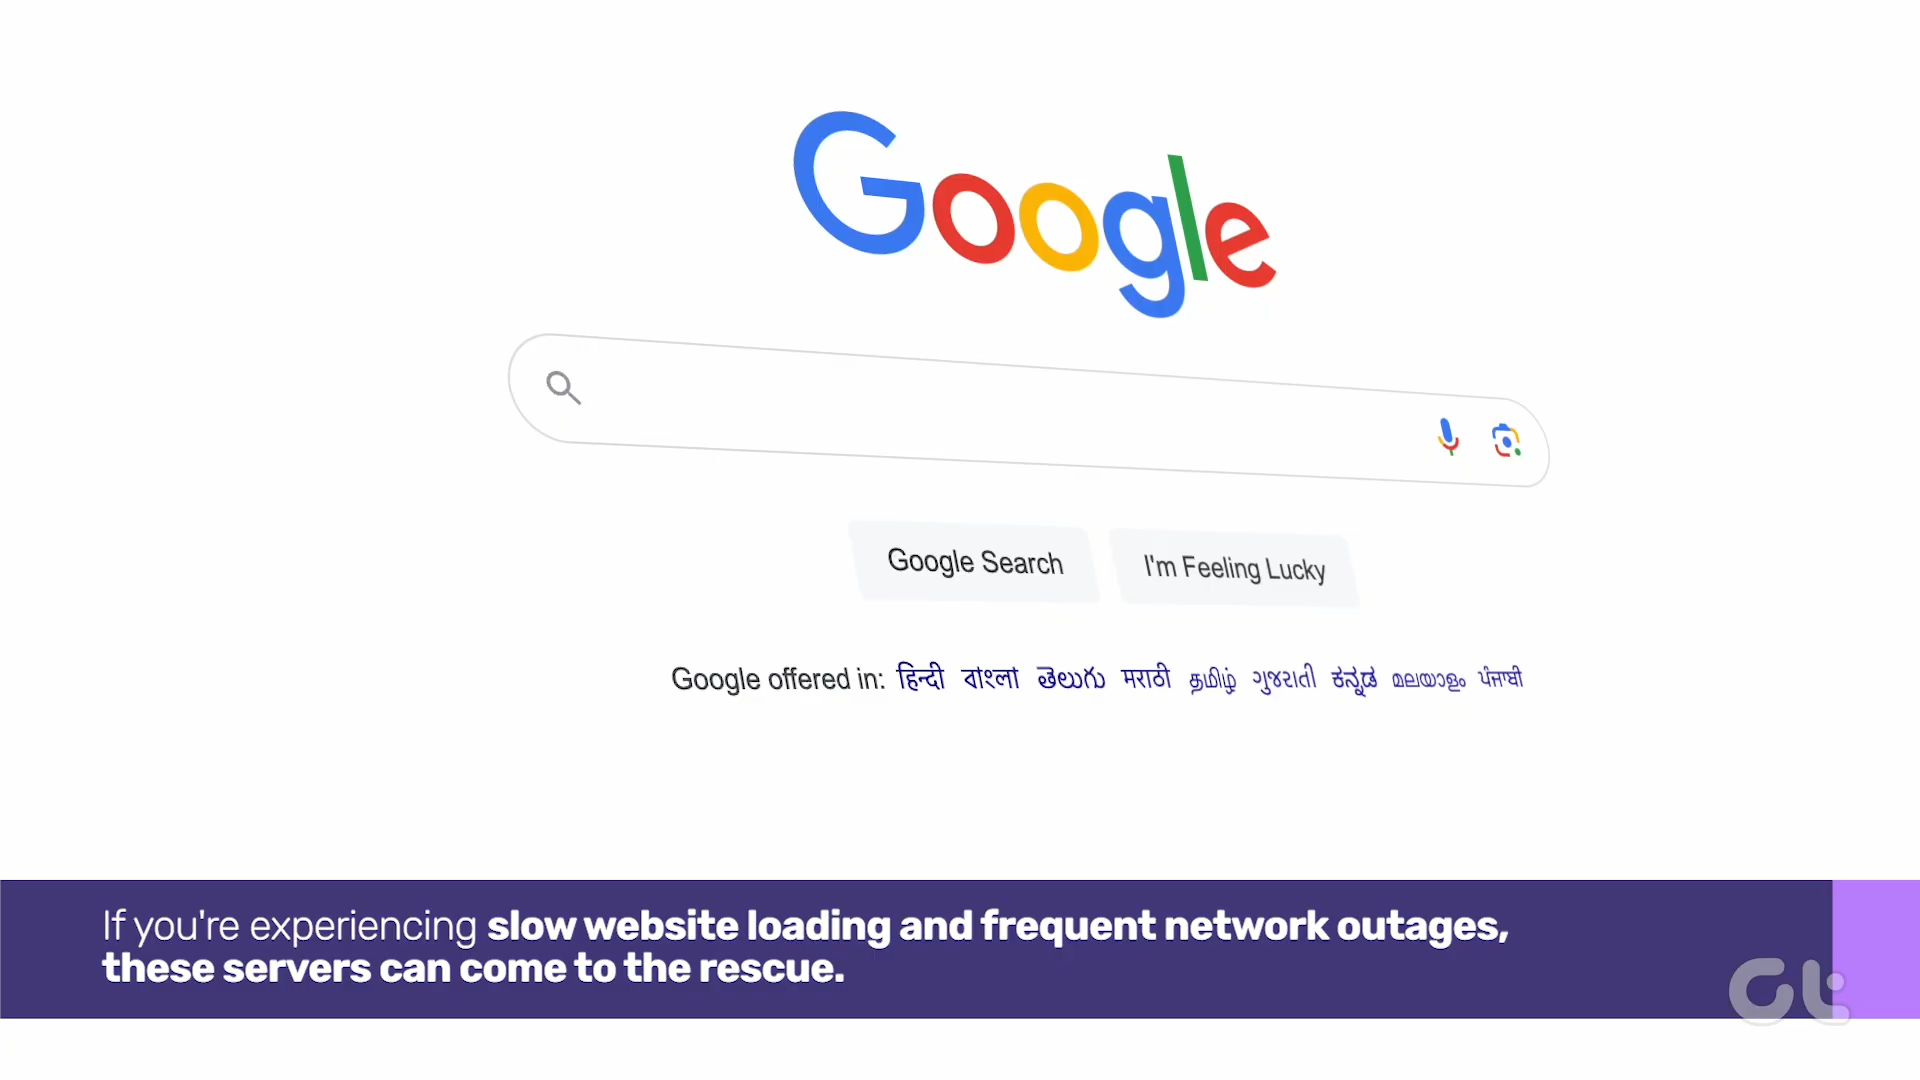 Google
Google Search
I'm Feeling Lucky
Google offered in: हिन्दी বাংলা తెలుగు मराठी தமிழ் ગુજરાતી ಕನ್ನಡ മലയാളം ਪੰਜਾਬੀ
If you're experiencing slow website loading and frequent network outages,
these servers can come to the rescue.
Gt